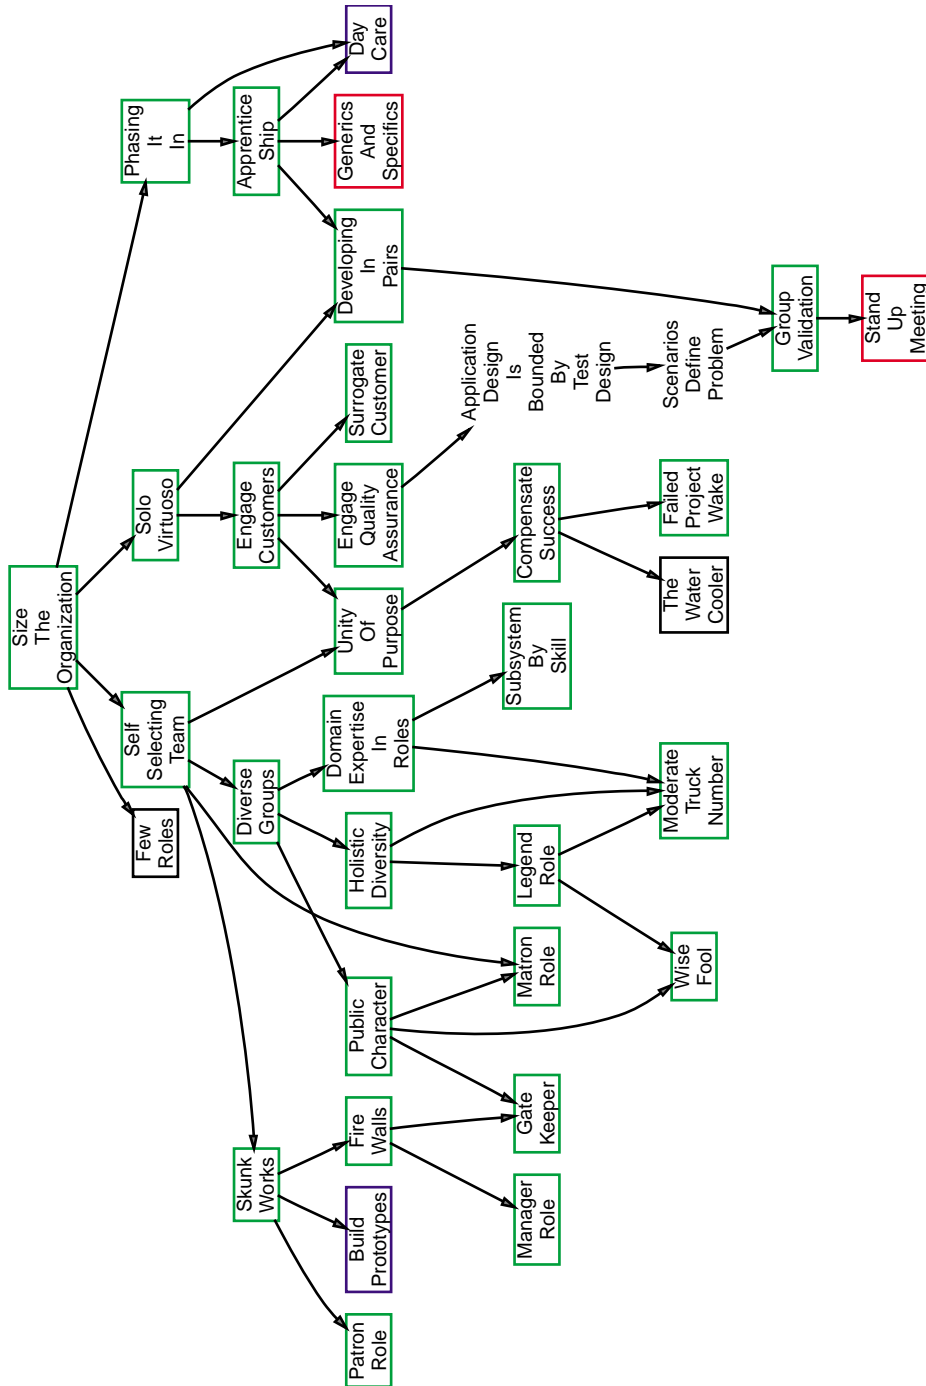 Size
The
Organization
Few
Roles
Self
Selecting
Team
Solo
Virtuoso
Phasing
It
In
Skunk
Works
Diverse
Groups
Engage
Customers
Apprentice
Ship
Patron
Role
Build
Prototypes
Fire
Walls
Public
Character
Holistic
Diversity
Domain
Expertise
In
Roles
Unity
Of
Purpose
Engage
Quality
Assurance
Surrogate
Customer
Developing
In
Pairs
Generics
And
Specifics
Day
Care
Manager
Role
Gate
Keeper
Matron
Role
Legend
Role
Subsystem
By
Skill
Compensate
Success
Application
Design
Is
Bounded
By
Test
Design
Wise
Fool
Moderate
Truck
Number
The
Water
Cooler
Failed
Project
Wake
Scenarios
Define
Problem
Group
Validation
Stand
Up
Meeting